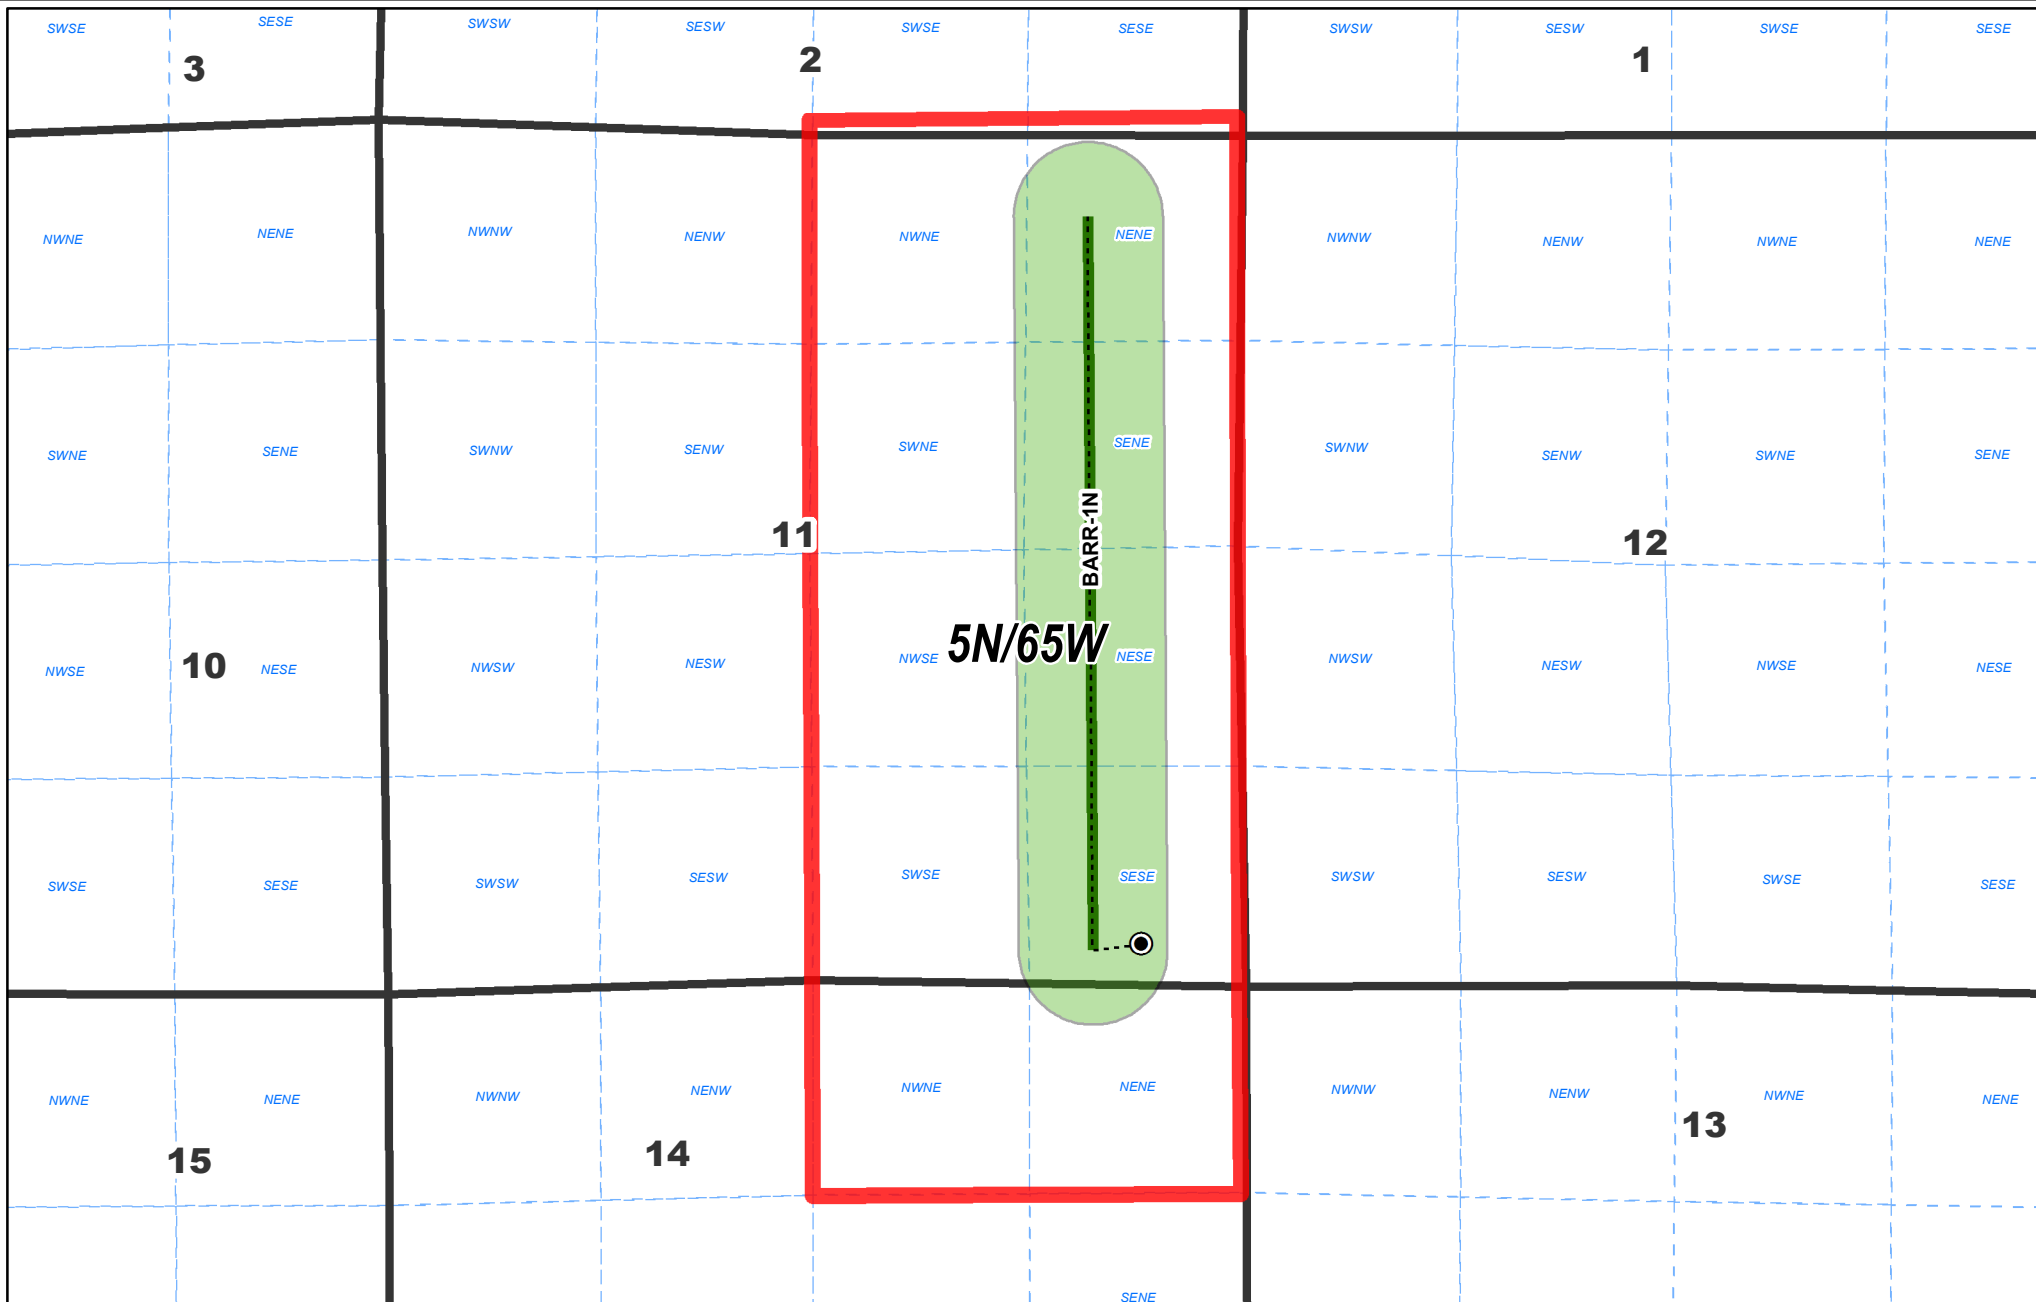 SWSE SESE SWSW SESW SWSE SESE SWSW SESW SWSE SESE
3 2 1
NWNE NENE NWNW NENW NWNE NENE NWNW NENW NWNE NENE
SWNE SENE SWNW SENW SWNE SENE SWNW SENW SWNE SENE
11 12
BARR-1N
5N/65W
10
NWSE NESE NWSW NESW NWSE NESE NWSW NESW NWSE NESE
SWSE SESE SWSW SESW SWSE SESE SWSW SESW SWSE SESE
NWNE NENE NWNW NENW NWNE NENE NWNW NENW NWNE NENE
15 14 13
SENE